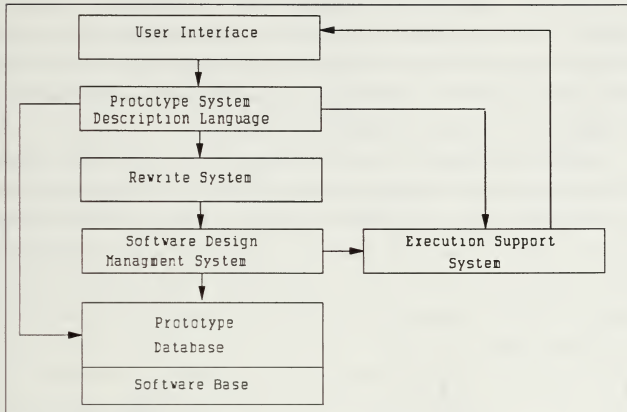 User Interface
Prototype System
Description Language
Rewrite System
Software Design
Managment System
Execution Support
System
Prototype
Database
Software Base